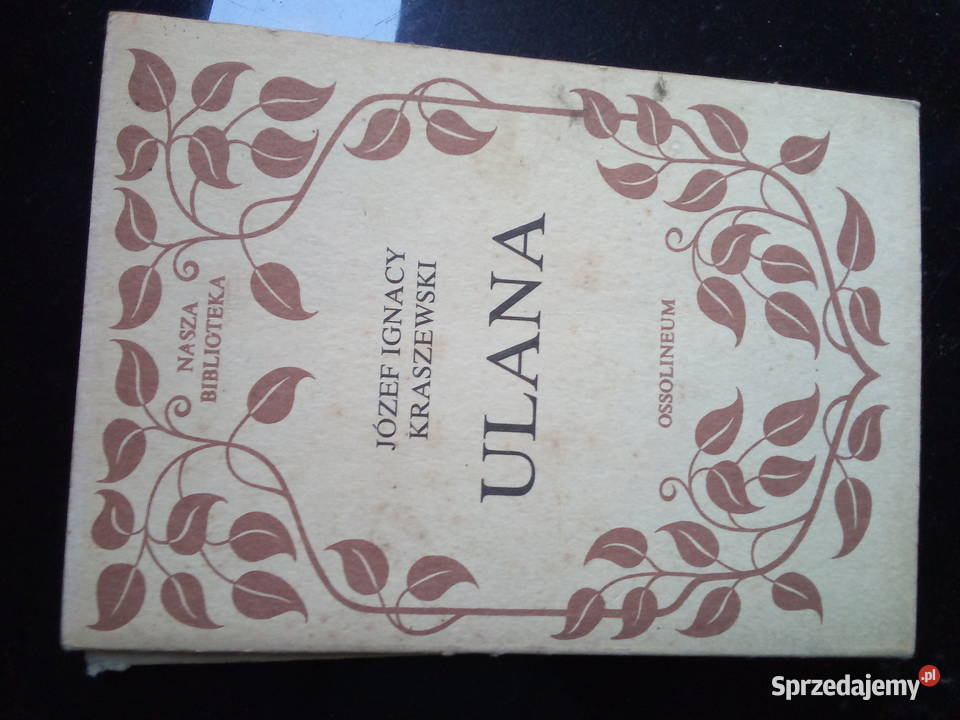 NASZA
BIBLIOTEKA
JÓZEF IGNACY
KRASZEWSKI
ULANA
OSSOLINEUM
Sprzedajemy.pl